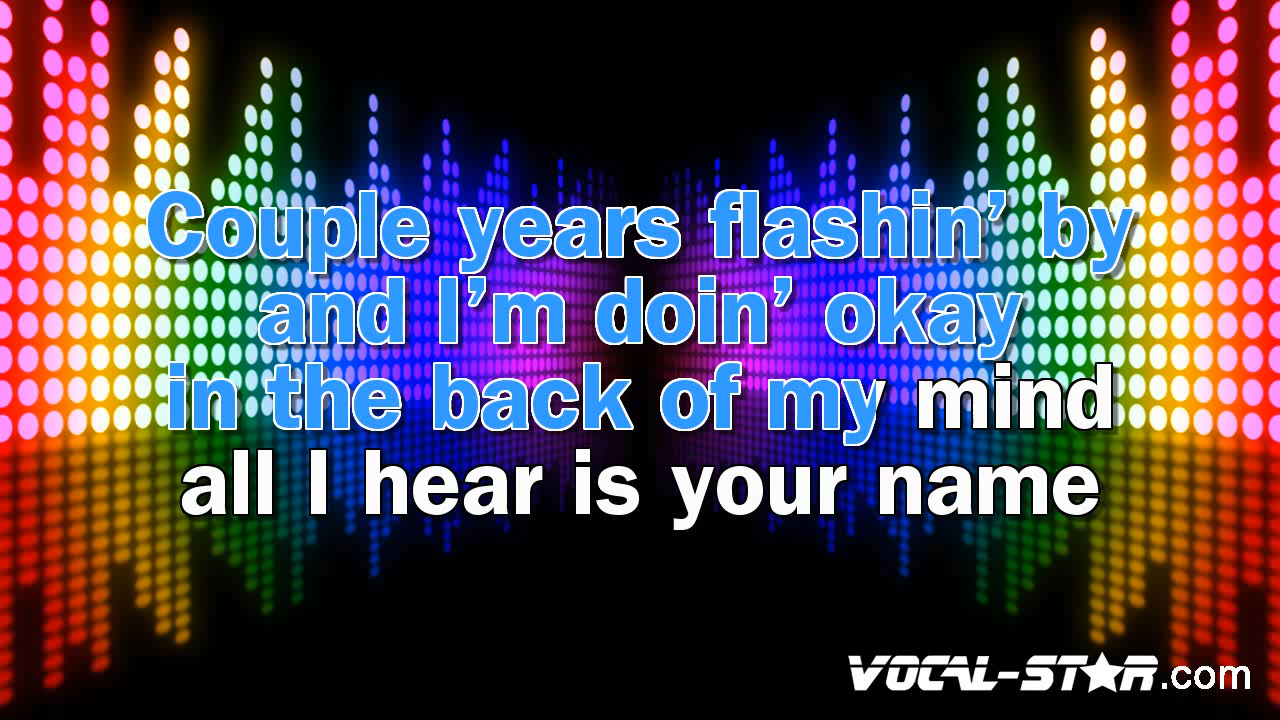 Couple years flashin’ by
and I’m doin’ okay
in the back of my mind
all I hear is your name
VOCAL-STAR.com